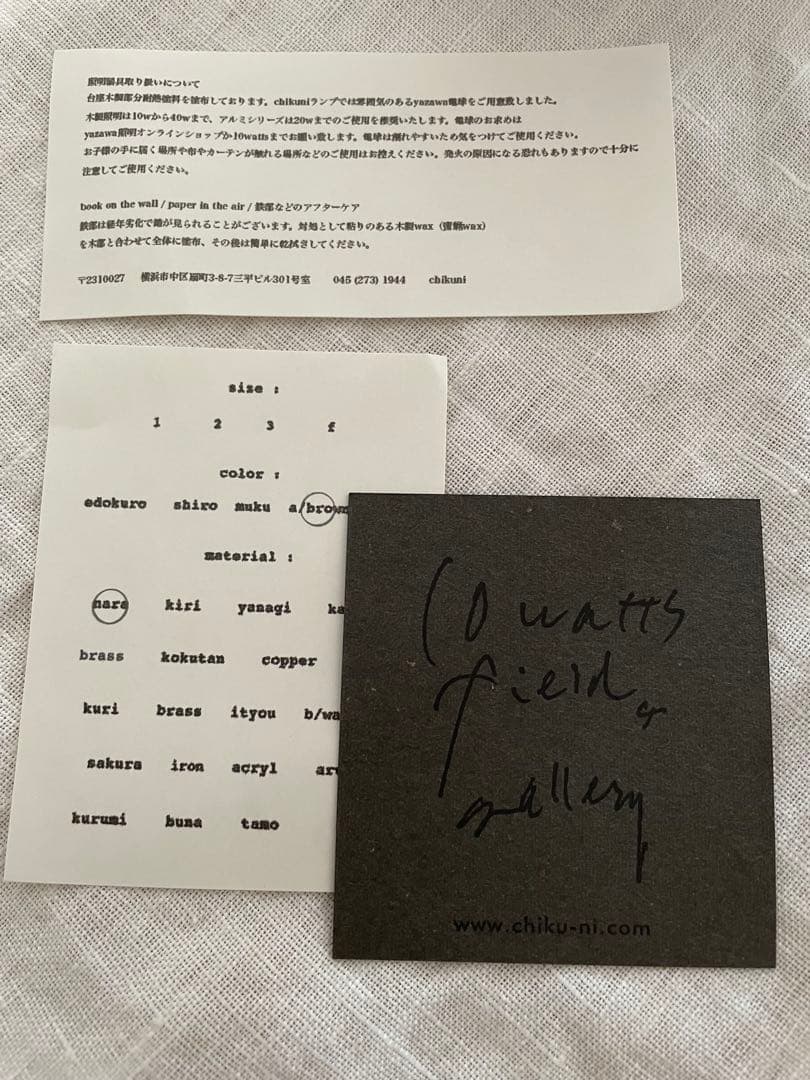 照明器具取り扱いについて
台座木製部分耐熱塗料を塗布しております。chikuniランプでは雰囲気のあるyazawa電球をご用意致しました。
木製照明は10wから40wまで、アルミシリーズは20wまでのご使用を推奨いたします。電球のお求めは
yazawa照明オンラインショップか10wattsまでお願い致します。電球は割れやすいため気をつけてご使用ください。
お子様の手に届く場所や布やカーテンが触れる場所などのご使用はお控えください。発火の原因になる恐れもありますので十分に
注意してご使用ください。
book on the wall / paper in the air / 鉄部などのアフターケア
鉄部は経年劣化で錆が見られることがございます。対処として粘りのある木製wax（蜜蝋wax）
を木部と合わせて全体に塗布、その後は簡単に乾拭きしてください。
〒2310027 横浜市中区扇町3-8-7三平ビル301号室 045 (273) 1944 chikuni
size :
1 2 3 f
color :
edokuro shiro muku a/brown
material :
nara kiri yanagi ka
brass kokutan copper
kuri brass ityou b/wa
sakura iron acryl ar
kurumi buna tamo
10 watts
field
gallery
www.chiku-ni.com